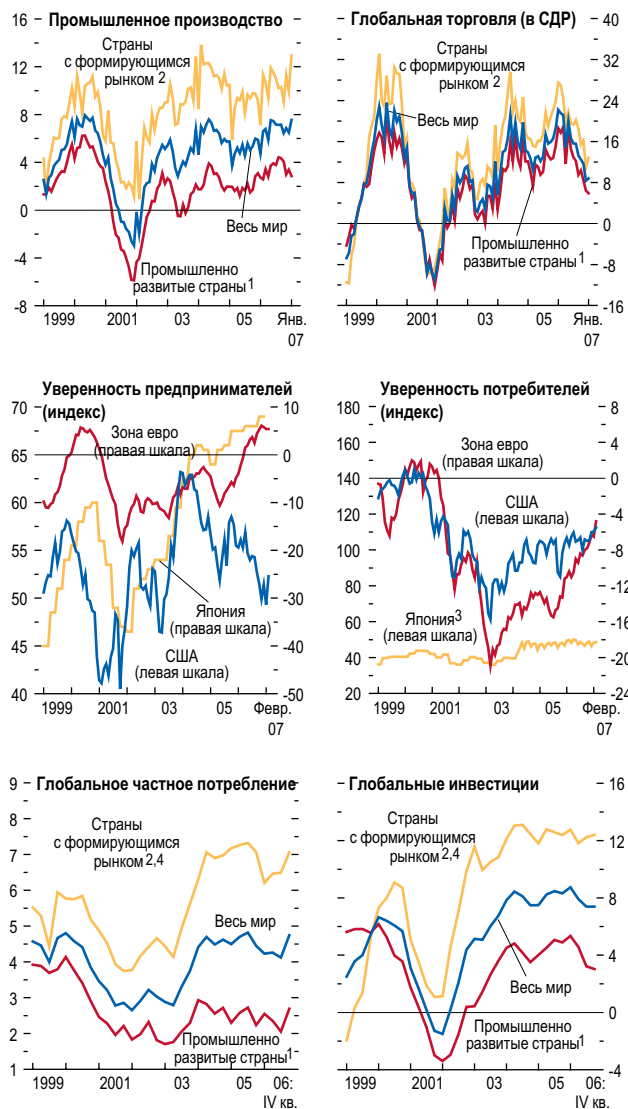 Промышленное производство
16
12
8
4
0
-4
-8
Страны
с формирующимся
рынком 2
Весь мир
Промышленно
развитые страны1
1999
2001
03
05
Янв.
07
Глобальная торговля (в СДР)
40
32
24
16
8
0
-8
-16
Страны
с формирующимся
рынком 2
Весь мир
Промышленно
развитые страны1
1999
2001
03
05
Янв.
07
Уверенность предпринимателей
(индекс)
70
65
60
55
50
45
40
10
0
-10
-20
-30
-40
-50
Зона евро
(правая шкала)
Япония
(правая шкала)
США
(левая шкала)
1999
2001
03
05
Февр.
07
Уверенность потребителей
(индекс)
180
160
140
120
100
80
60
40
20
8
4
0
-4
-8
-12
-16
-20
-24
Зона евро
(правая шкала)
США
(левая шкала)
Япония3
(левая шкала)
1999
2001
03
05
Февр.
07
Глобальное частное потребление
9
8
7
6
5
4
3
2
1
Страны
с формирующимся
рынком 2,4
Весь мир
Промышленно
развитые страны1
1999
2001
03
05
06:
IV кв.
Глобальные инвестиции
16
12
8
4
0
-4
Страны
с формирующимся
рынком 2,4
Весь мир
Промышленно
развитые страны1
1999
2001
03
05
06:
IV кв.